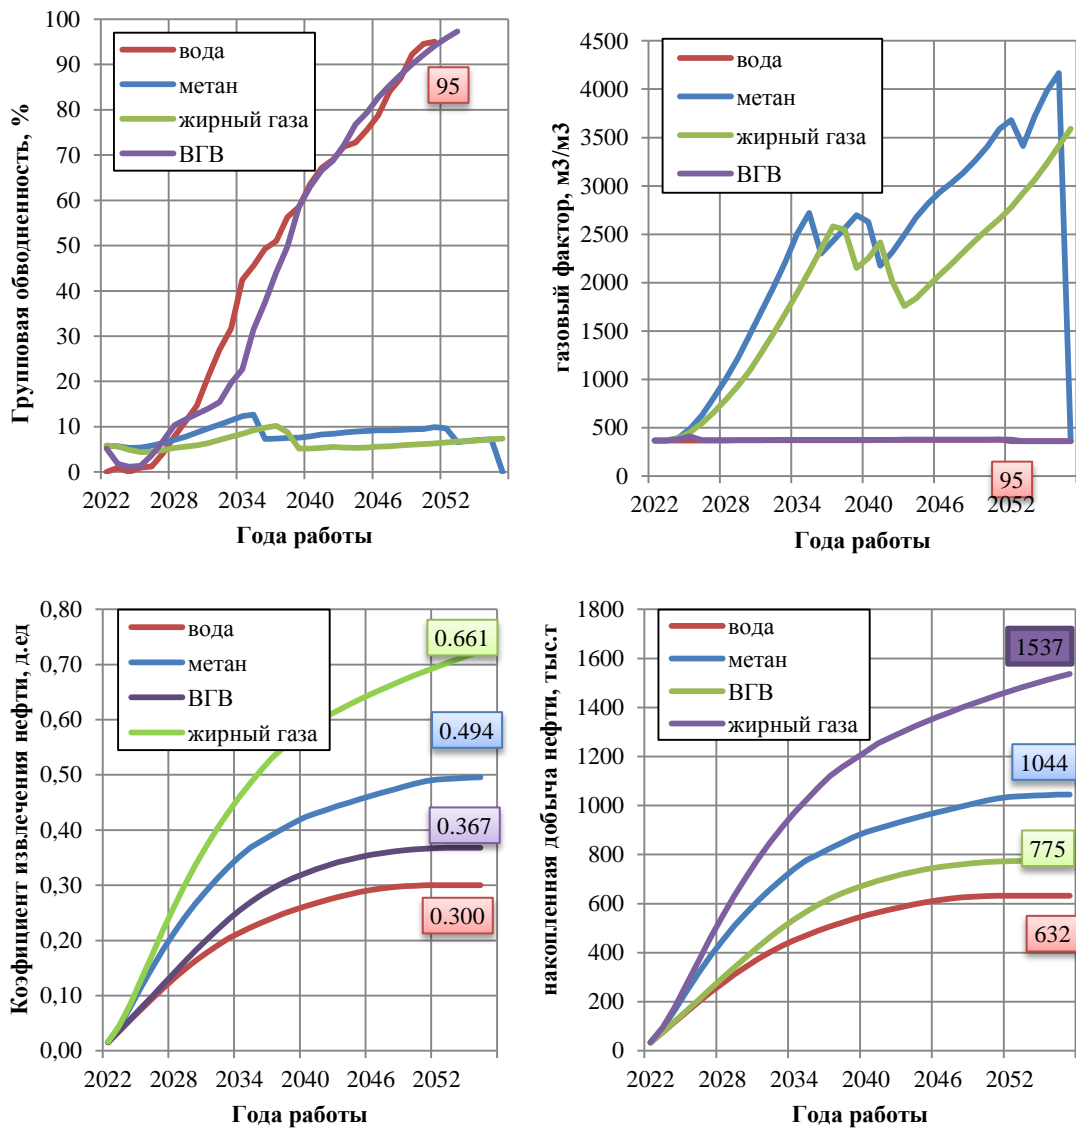 Групповая обводненность, %
100
90
80
70
60
50
40
30
20
10
0
вода
метан
жирный газа
ВГВ
95
2022 2028 2034 2040 2046 2052
Года работы
газовый фактор, м3/м3
4500
4000
3500
3000
2500
2000
1500
1000
500
0
вода
метан
жирный газа
ВГВ
95
2022 2028 2034 2040 2046 2052
Года работы
Коэфициент извлечения нефти, д.ед
0,80
0,70
0,60
0,50
0,40
0,30
0,20
0,10
0,00
вода
метан
ВГВ
жирный газа
0.661
0.494
0.367
0.300
2022 2028 2034 2040 2046 2052
Года работы
накопленная добыча нефти, тыс.т
1800
1600
1400
1200
1000
800
600
400
200
0
вода
метан
ВГВ
жирный газа
1537
1044
775
632
2022 2028 2034 2040 2046 2052
Года работы